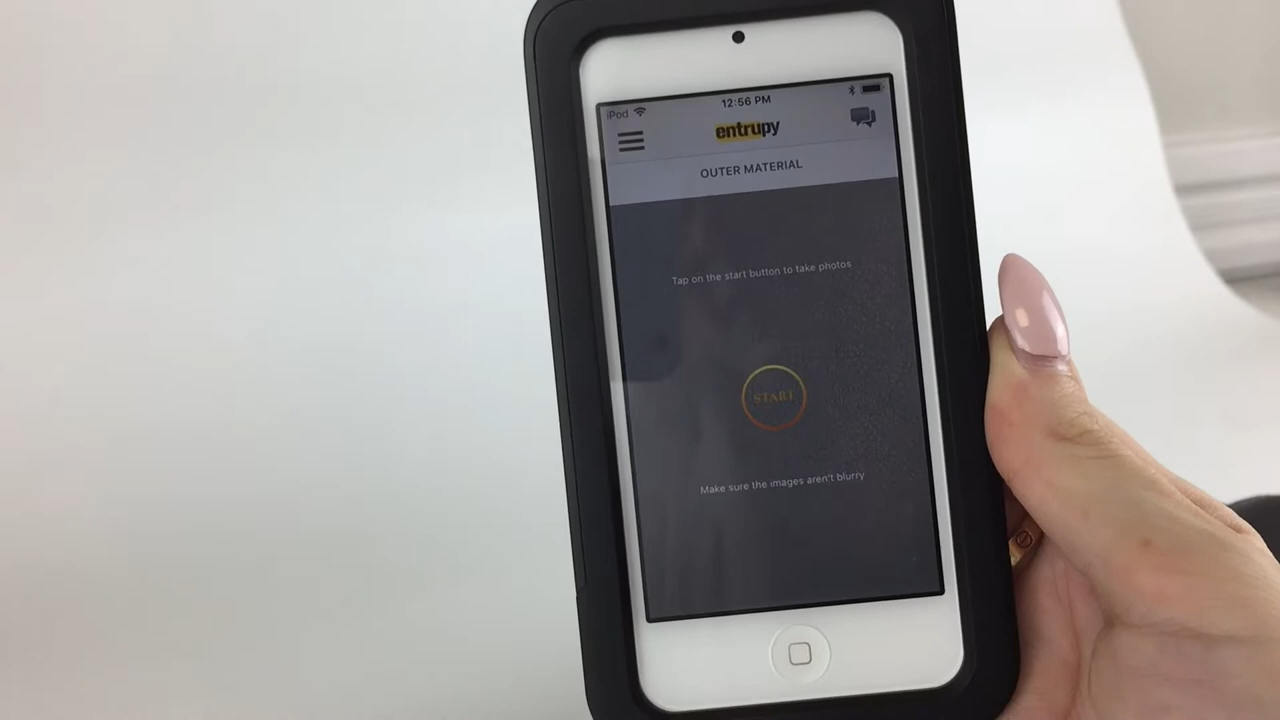 iPod 12:56 PM
entrupy
OUTER MATERIAL
Tap on the start button to take photos
START
Make sure the images aren't blurry